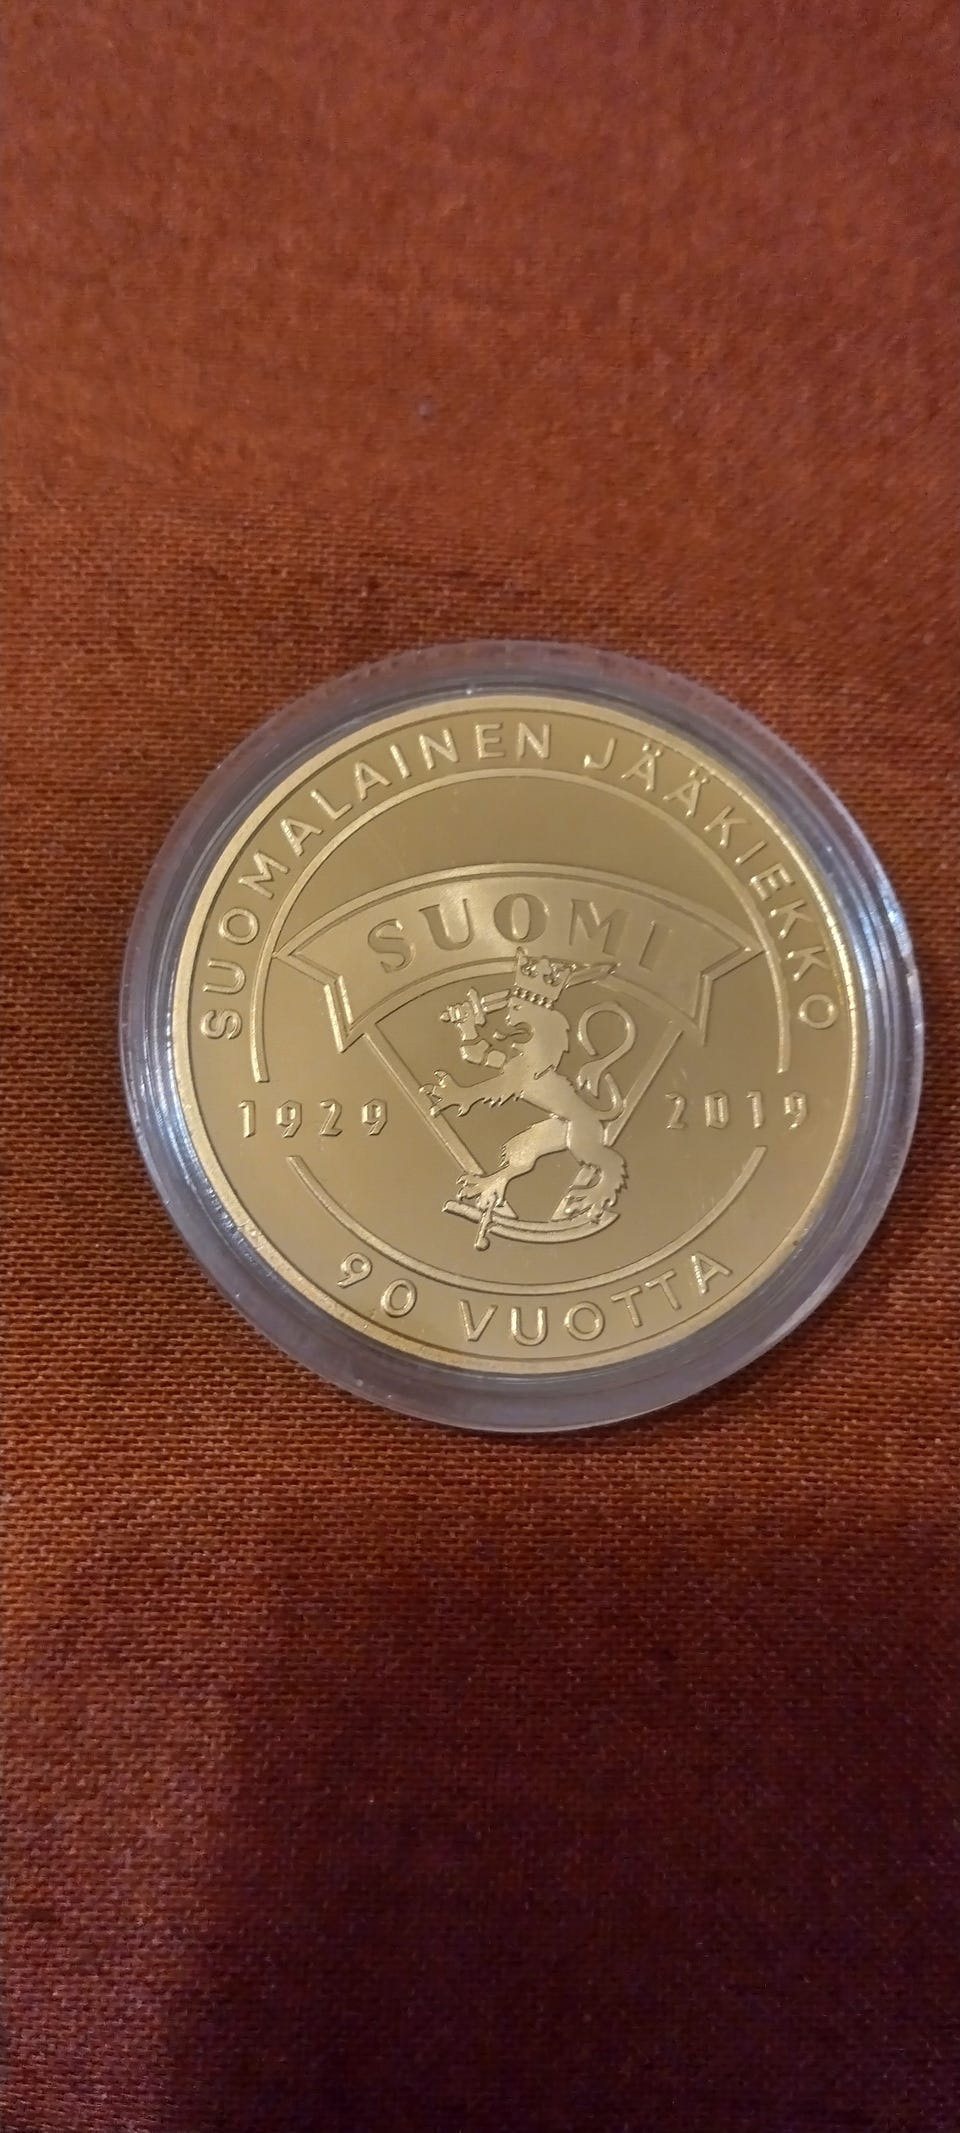 SUOMALAINEN JÄÄKIEKKO
SUOMI
1929 2019
90 VUOTTA